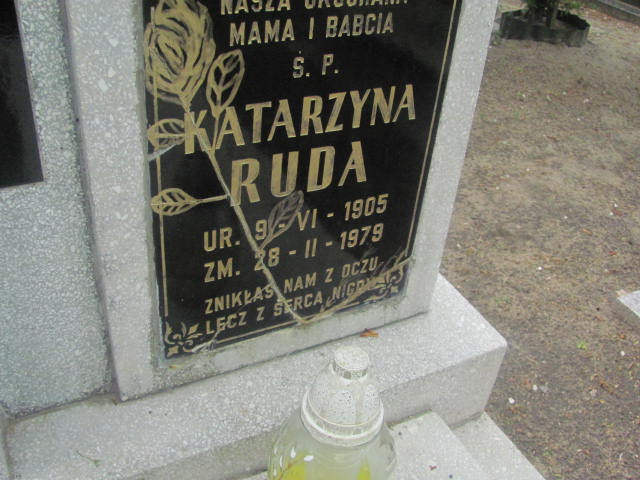 NASZA UKOCHANA
MAMA I BABCIA
Ś. P.
KATARZYNA
RUDA
UR. 9 - VI - 1905
ZM. 28 - II - 1979
ZNIKŁAŚ NAM Z OCZU
LECZ Z SERCA NIGDY